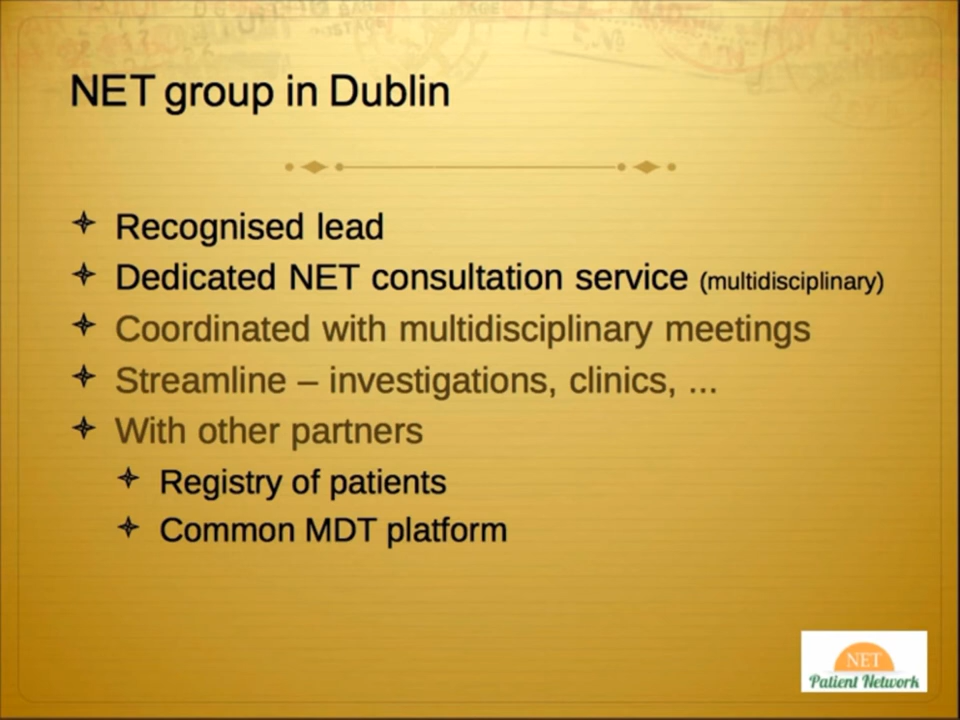 NET group in Dublin
Recognised lead
Dedicated NET consultation service (multidisciplinary)
Coordinated with multidisciplinary meetings
Streamline – investigations, clinics, ...
With other partners
Registry of patients
Common MDT platform
NET
Patient Network